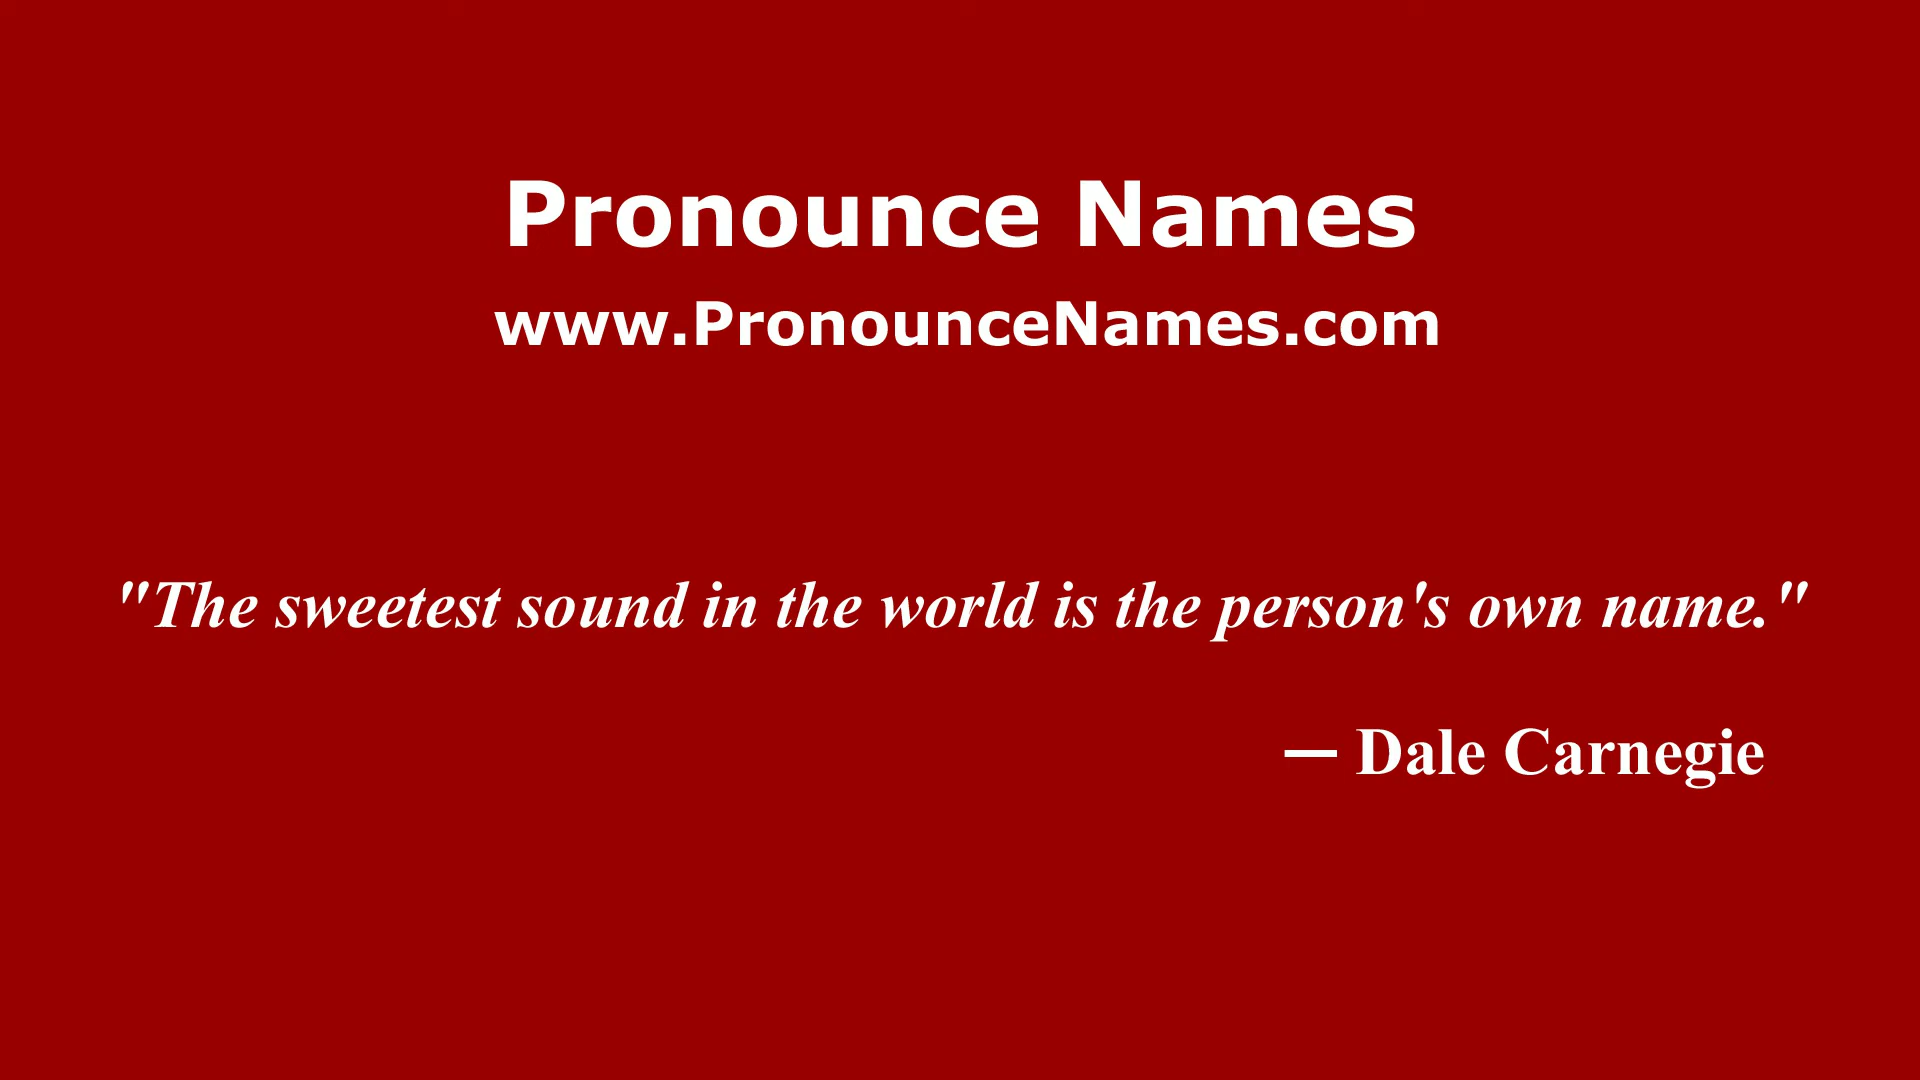 Pronounce Names
www.PronounceNames.com
"The sweetest sound in the world is the person's own name."
— Dale Carnegie